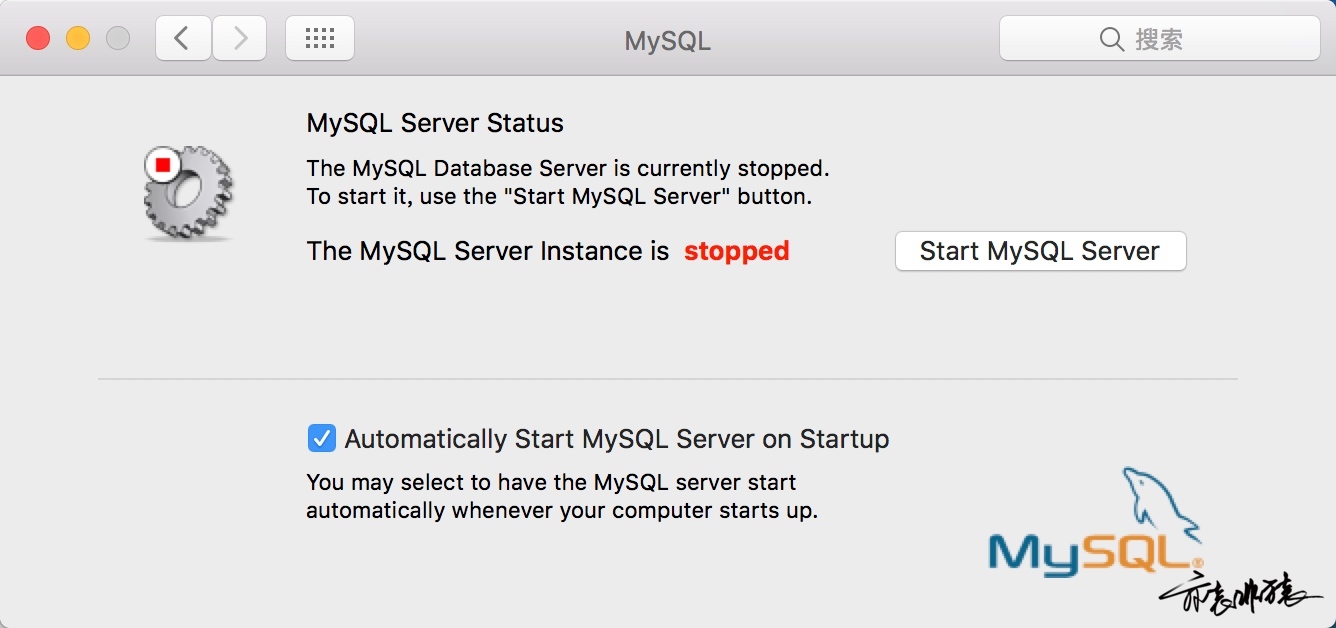 MySQL
搜索
MySQL Server Status
The MySQL Database Server is currently stopped.
To start it, use the "Start MySQL Server" button.
The MySQL Server Instance is stopped
Start MySQL Server
Automatically Start MySQL Server on Startup
You may select to have the MySQL server start
automatically whenever your computer starts up.
MySQL®